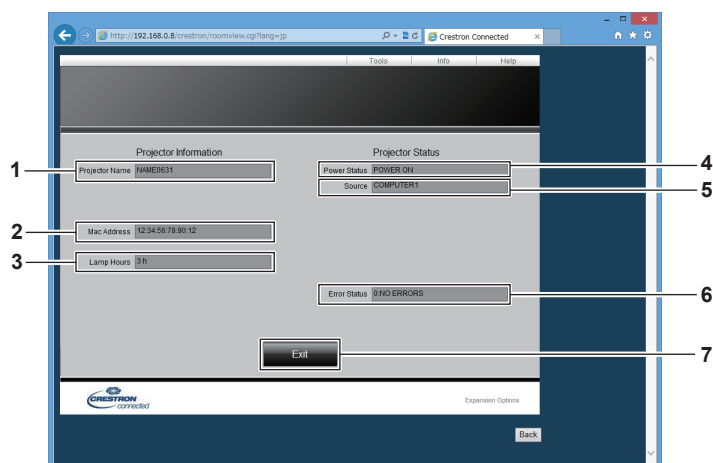 http://192.168.0.8/crestron/roomview.cgi?lang=jp
Crestron Connected
Tools Info Help
Projector Information
Projector Status
1 Projector Name NAME0631
Power Status POWER ON 4
Source COMPUTER1 5
2 Mac Address 12:34:56:78:90:12
3 Lamp Hours 3 h
Error Status 0:NO ERRORS 6
Exit 7
CRESTRON
connected
Expansion Options
Back